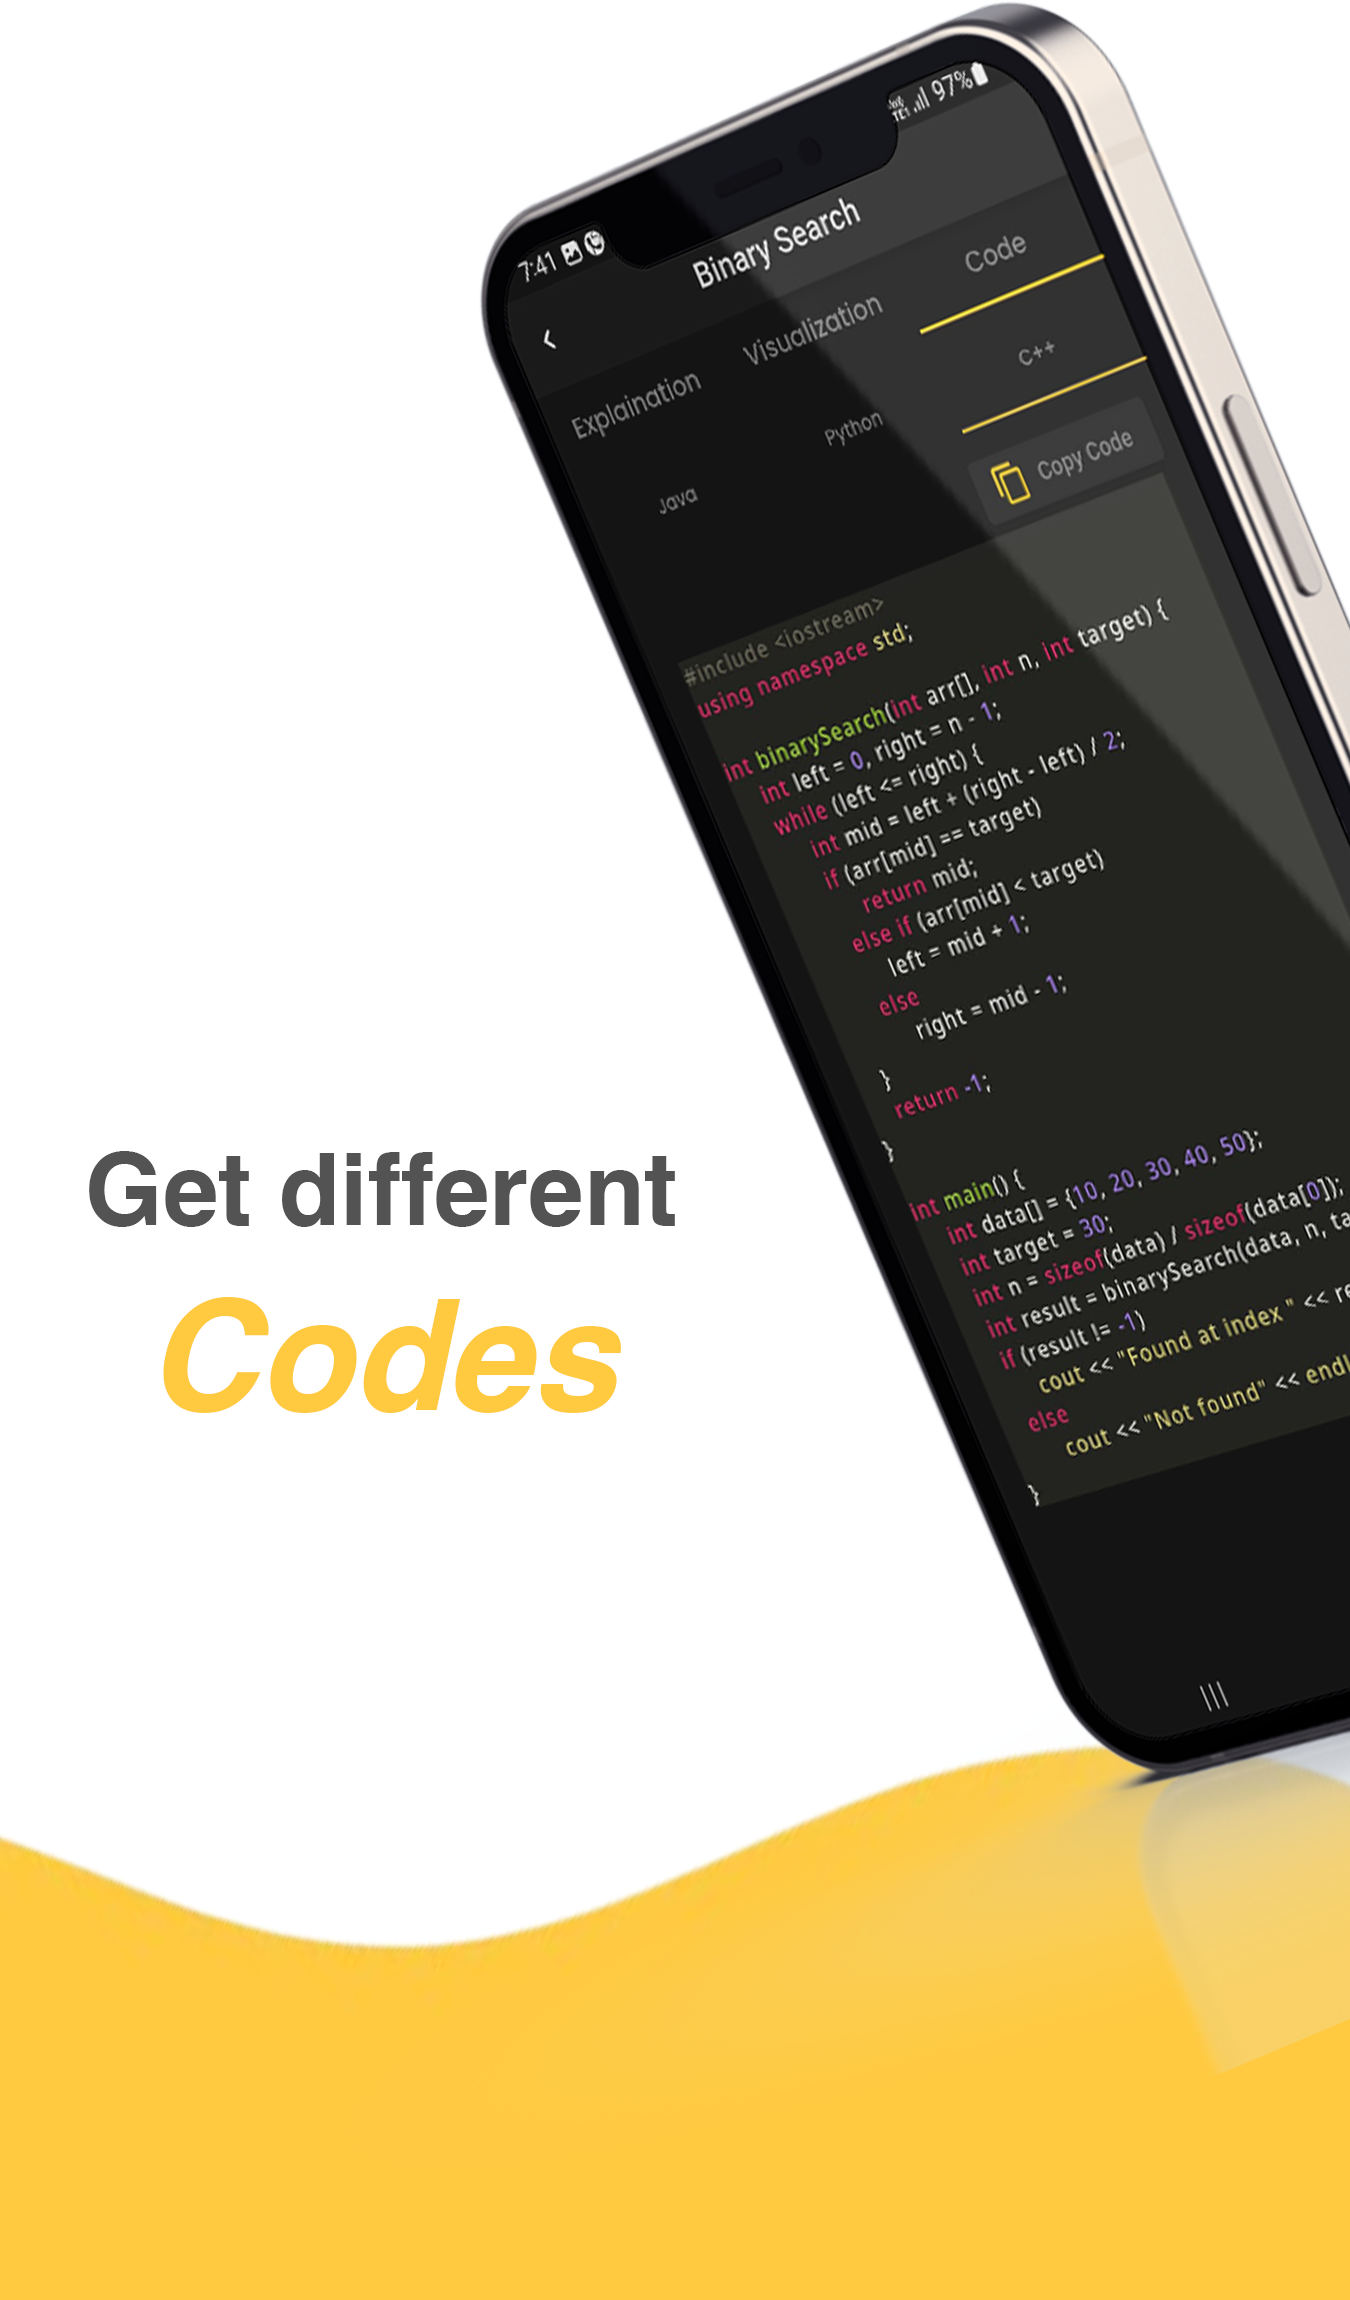 7:41
97%
Binary Search
Explaination Visualization Code
Java Python C++
Copy Code
#include <iostream>
using namespace std;
int binarySearch(int arr[], int n, int target) {
int left = 0, right = n - 1;
while (left <= right) {
int mid = left + (right - left) / 2;
if (arr[mid] == target)
return mid;
else if (arr[mid] < target)
left = mid + 1;
else
right = mid - 1;
}
return -1;
}
int main() {
int data[] = {10, 20, 30, 40, 50};
int target = 30;
int n = sizeof(data) / sizeof(data[0]);
int result = binarySearch(data, n, ta
if (result != -1)
cout << "Found at index " << re
else
cout << "Not found" << endl
}
Get different
Codes